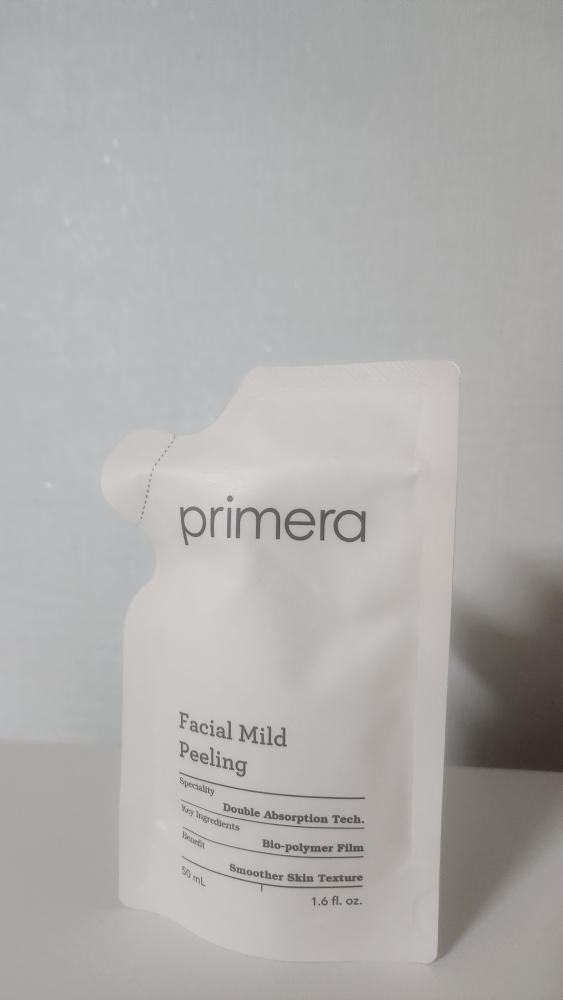 primera
Facial Mild
Peeling
Speciality
Double Absorption Tech.
Key Ingredients
Bio-polymer Film
Benefit
Smoother Skin Texture
50 mL
1.6 fl. oz.